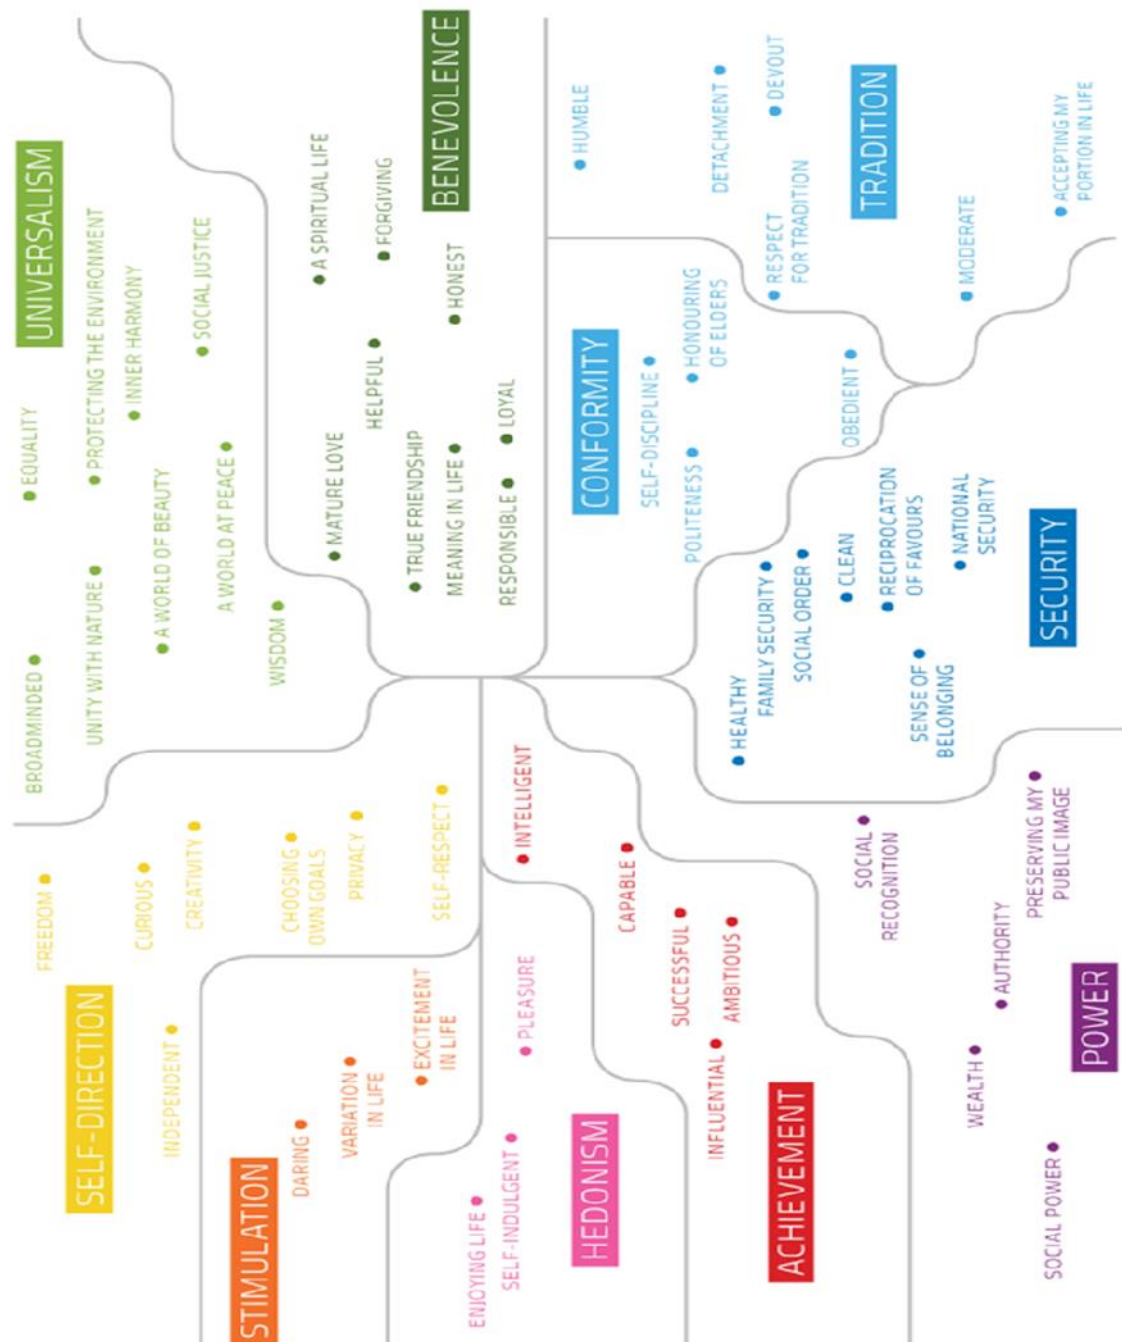 SELF-DIRECTION
FREEDOM
CURIOUS
INDEPENDENT
CREATIVITY
CHOOSING
OWN GOALS
PRIVACY
SELF-RESPECT
UNIVERSALISM
BROADMINDED
EQUALITY
UNITY WITH NATURE
PROTECTING THE ENVIRONMENT
INNER HARMONY
A WORLD OF BEAUTY
SOCIAL JUSTICE
A WORLD AT PEACE
WISDOM
STIMULATION
DARING
VARIATION
IN LIFE
EXCITEMENT
IN LIFE
BENEVOLENCE
A SPIRITUAL LIFE
MATURE LOVE
HELPFUL
FORGIVING
TRUE FRIENDSHIP
MEANING IN LIFE
HONEST
RESPONSIBLE
LOYAL
HEDONISM
ENJOYING LIFE
SELF-INDULGENT
PLEASURE
CONFORMITY
SELF-DISCIPLINE
POLITENESS
HONOURING
OF ELDERS
OBEDIENT
TRADITION
HUMBLE
DETACHMENT
DEVOUT
RESPECT
FOR TRADITION
MODERATE
ACCEPTING MY
PORTION IN LIFE
ACHIEVEMENT
INTELLIGENT
CAPABLE
SUCCESSFUL
AMBITIOUS
INFLUENTIAL
SECURITY
HEALTHY
FAMILY SECURITY
SOCIAL ORDER
CLEAN
RECIPROCATION
OF FAVOURS
SENSE OF
BELONGING
NATIONAL
SECURITY
POWER
SOCIAL
RECOGNITION
WEALTH
AUTHORITY
PRESERVING MY
PUBLIC IMAGE
SOCIAL POWER